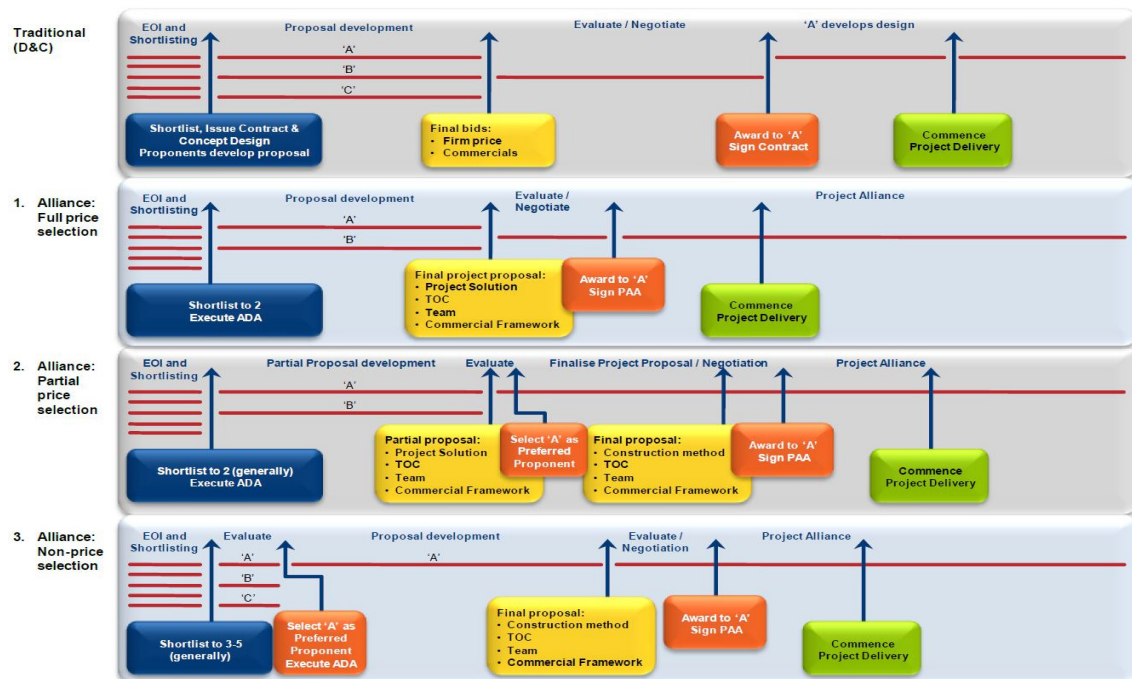 Traditional
(D&C)
EOI and
Shortlisting
Proposal development
Evaluate / Negotiate
‘A’ develops design
‘A’
‘B’
‘C’
Shortlist, Issue Contract &
Concept Design
Proponents develop proposal
Final bids:
• Firm price
• Commercials
Award to ‘A’
Sign Contract
Commence
Project Delivery
1. Alliance:
Full price
selection
EOI and
Shortlisting
Proposal development
Evaluate /
Negotiate
Project Alliance
‘A’
‘B’
Shortlist to 2
Execute ADA
Final project proposal:
• Project Solution
• TOC
• Team
• Commercial Framework
Award to ‘A’
Sign PAA
Commence
Project Delivery
2. Alliance:
Partial
price
selection
EOI and
Shortlisting
Partial Proposal development
Evaluate
Finalise Project Proposal / Negotiation
Project Alliance
‘A’
‘B’
Shortlist to 2 (generally)
Execute ADA
Partial proposal:
• Project Solution
• TOC
• Team
• Commercial Framework
Select ‘A’ as
Preferred
Proponent
Final proposal:
• Construction method
• TOC
• Team
• Commercial Framework
Award to ‘A’
Sign PAA
Commence
Project Delivery
3. Alliance:
Non-price
selection
EOI and
Shortlisting
Evaluate
Proposal development
Evaluate /
Negotiation
Project Alliance
‘A’
‘A’
‘B’
‘C’
Shortlist to 3-5
(generally)
Select ‘A’ as
Preferred
Proponent
Execute ADA
Final proposal:
• Construction method
• TOC
• Team
• Commercial Framework
Award to ‘A’
Sign PAA
Commence
Project Delivery